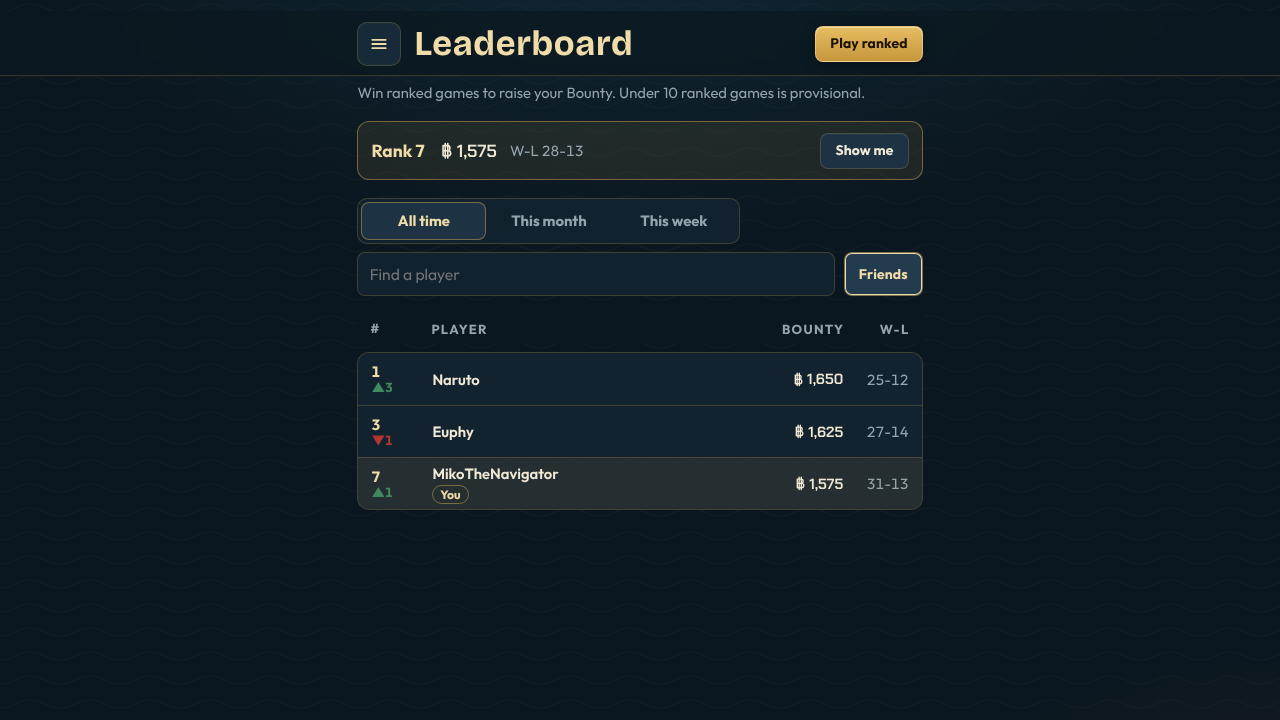 Leaderboard
Play ranked
Win ranked games to raise your Bounty. Under 10 ranked games is provisional.
Rank 7 ฿ 1,575 W-L 28-13
Show me
All time This month This week
Find a player
Friends
# PLAYER BOUNTY W-L
1
▲3
Naruto ฿ 1,650 25-12
3
▼1
Euphy ฿ 1,625 27-14
7
▲1
MikoTheNavigator
You
฿ 1,575 31-13